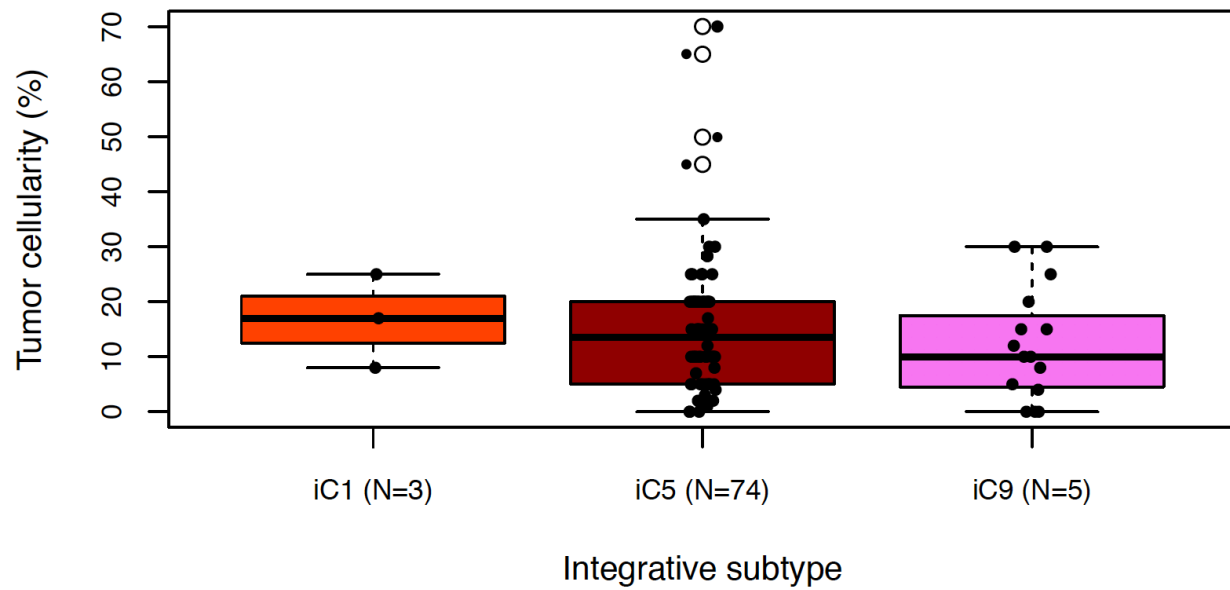 Tumor cellularity (%)
70
60
50
40
30
20
10
0
iC1 (N=3)
iC5 (N=74)
iC9 (N=5)
Integrative subtype